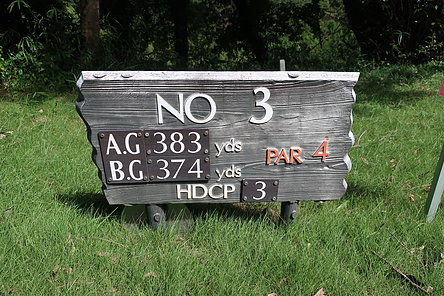 NO 3
A.G 383 yds
B.G 374 yds
PAR 4
HDCP 3